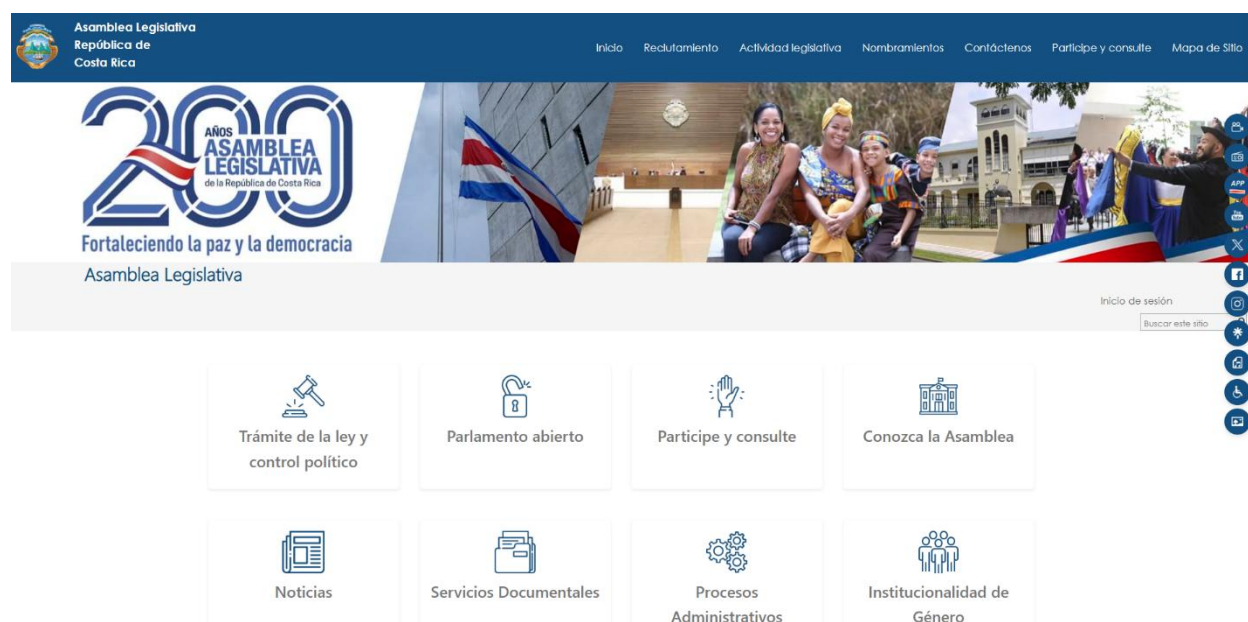 Asamblea Legislativa
República de
Costa Rica
Inicio Reclutamiento Actividad legislativa Nombramientos Contáctenos Participe y consulte Mapa de Sitio
200
AÑOS
ASAMBLEA
LEGISLATIVA
de la República de Costa Rica
Fortaleciendo la paz y la democracia
APP
You
Tube
Asamblea Legislativa
Inicio de sesión
Buscar este sitio
Trámite de la ley y
control político
Parlamento abierto
Participe y consulte
Conozca la Asamblea
Noticias
Servicios Documentales
Procesos
Administrativos
Institucionalidad de
Género